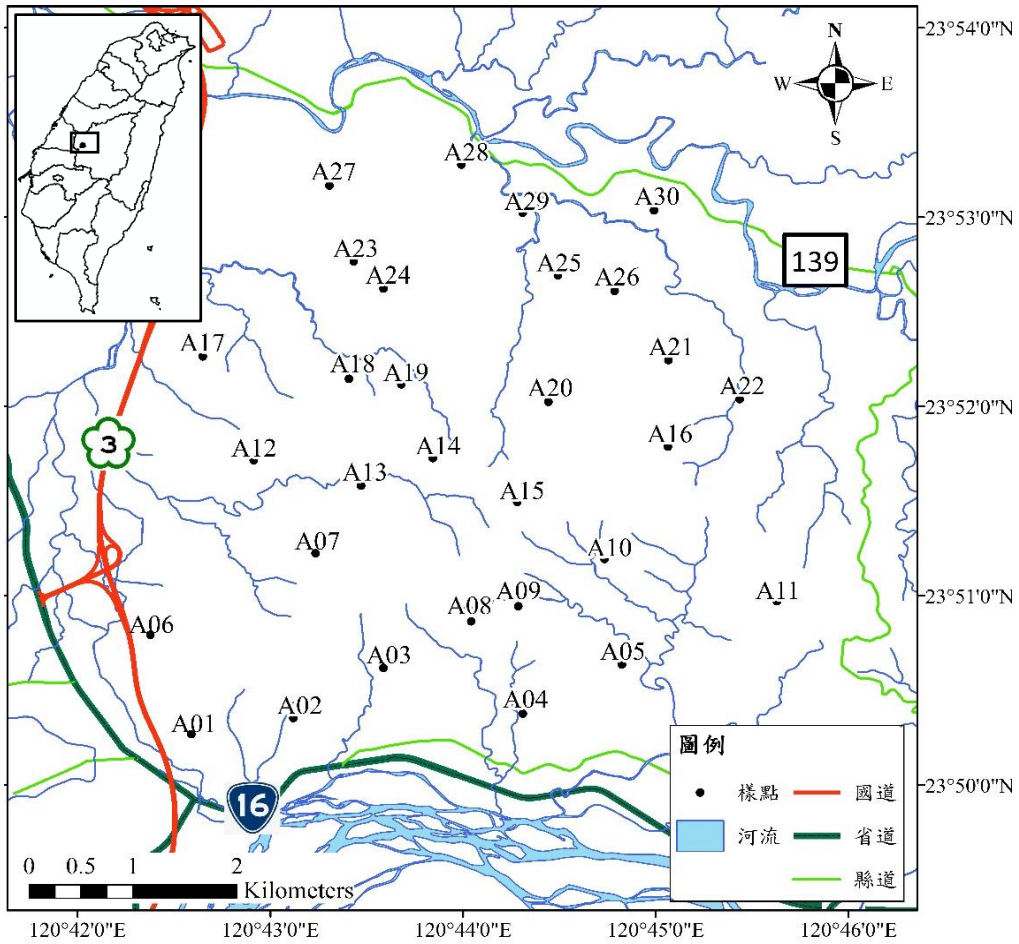 23°54'0"N
N
W E
S
A28
A27
A29
A30
23°53'0"N
139
A23
A24
A25
A26
A17
A18
A19
A21
A20
A22
23°52'0"N
3
A12
A14
A16
A13
A15
A07
A10
A09
A11
23°51'0"N
A08
A06
A03
A05
A02
A04
A01
圖例
16
樣點
國道
河流
省道
縣道
23°50'0"N
0 0.5 1 2
Kilometers
120°42'0"E 120°43'0"E 120°44'0"E 120°45'0"E 120°46'0"E